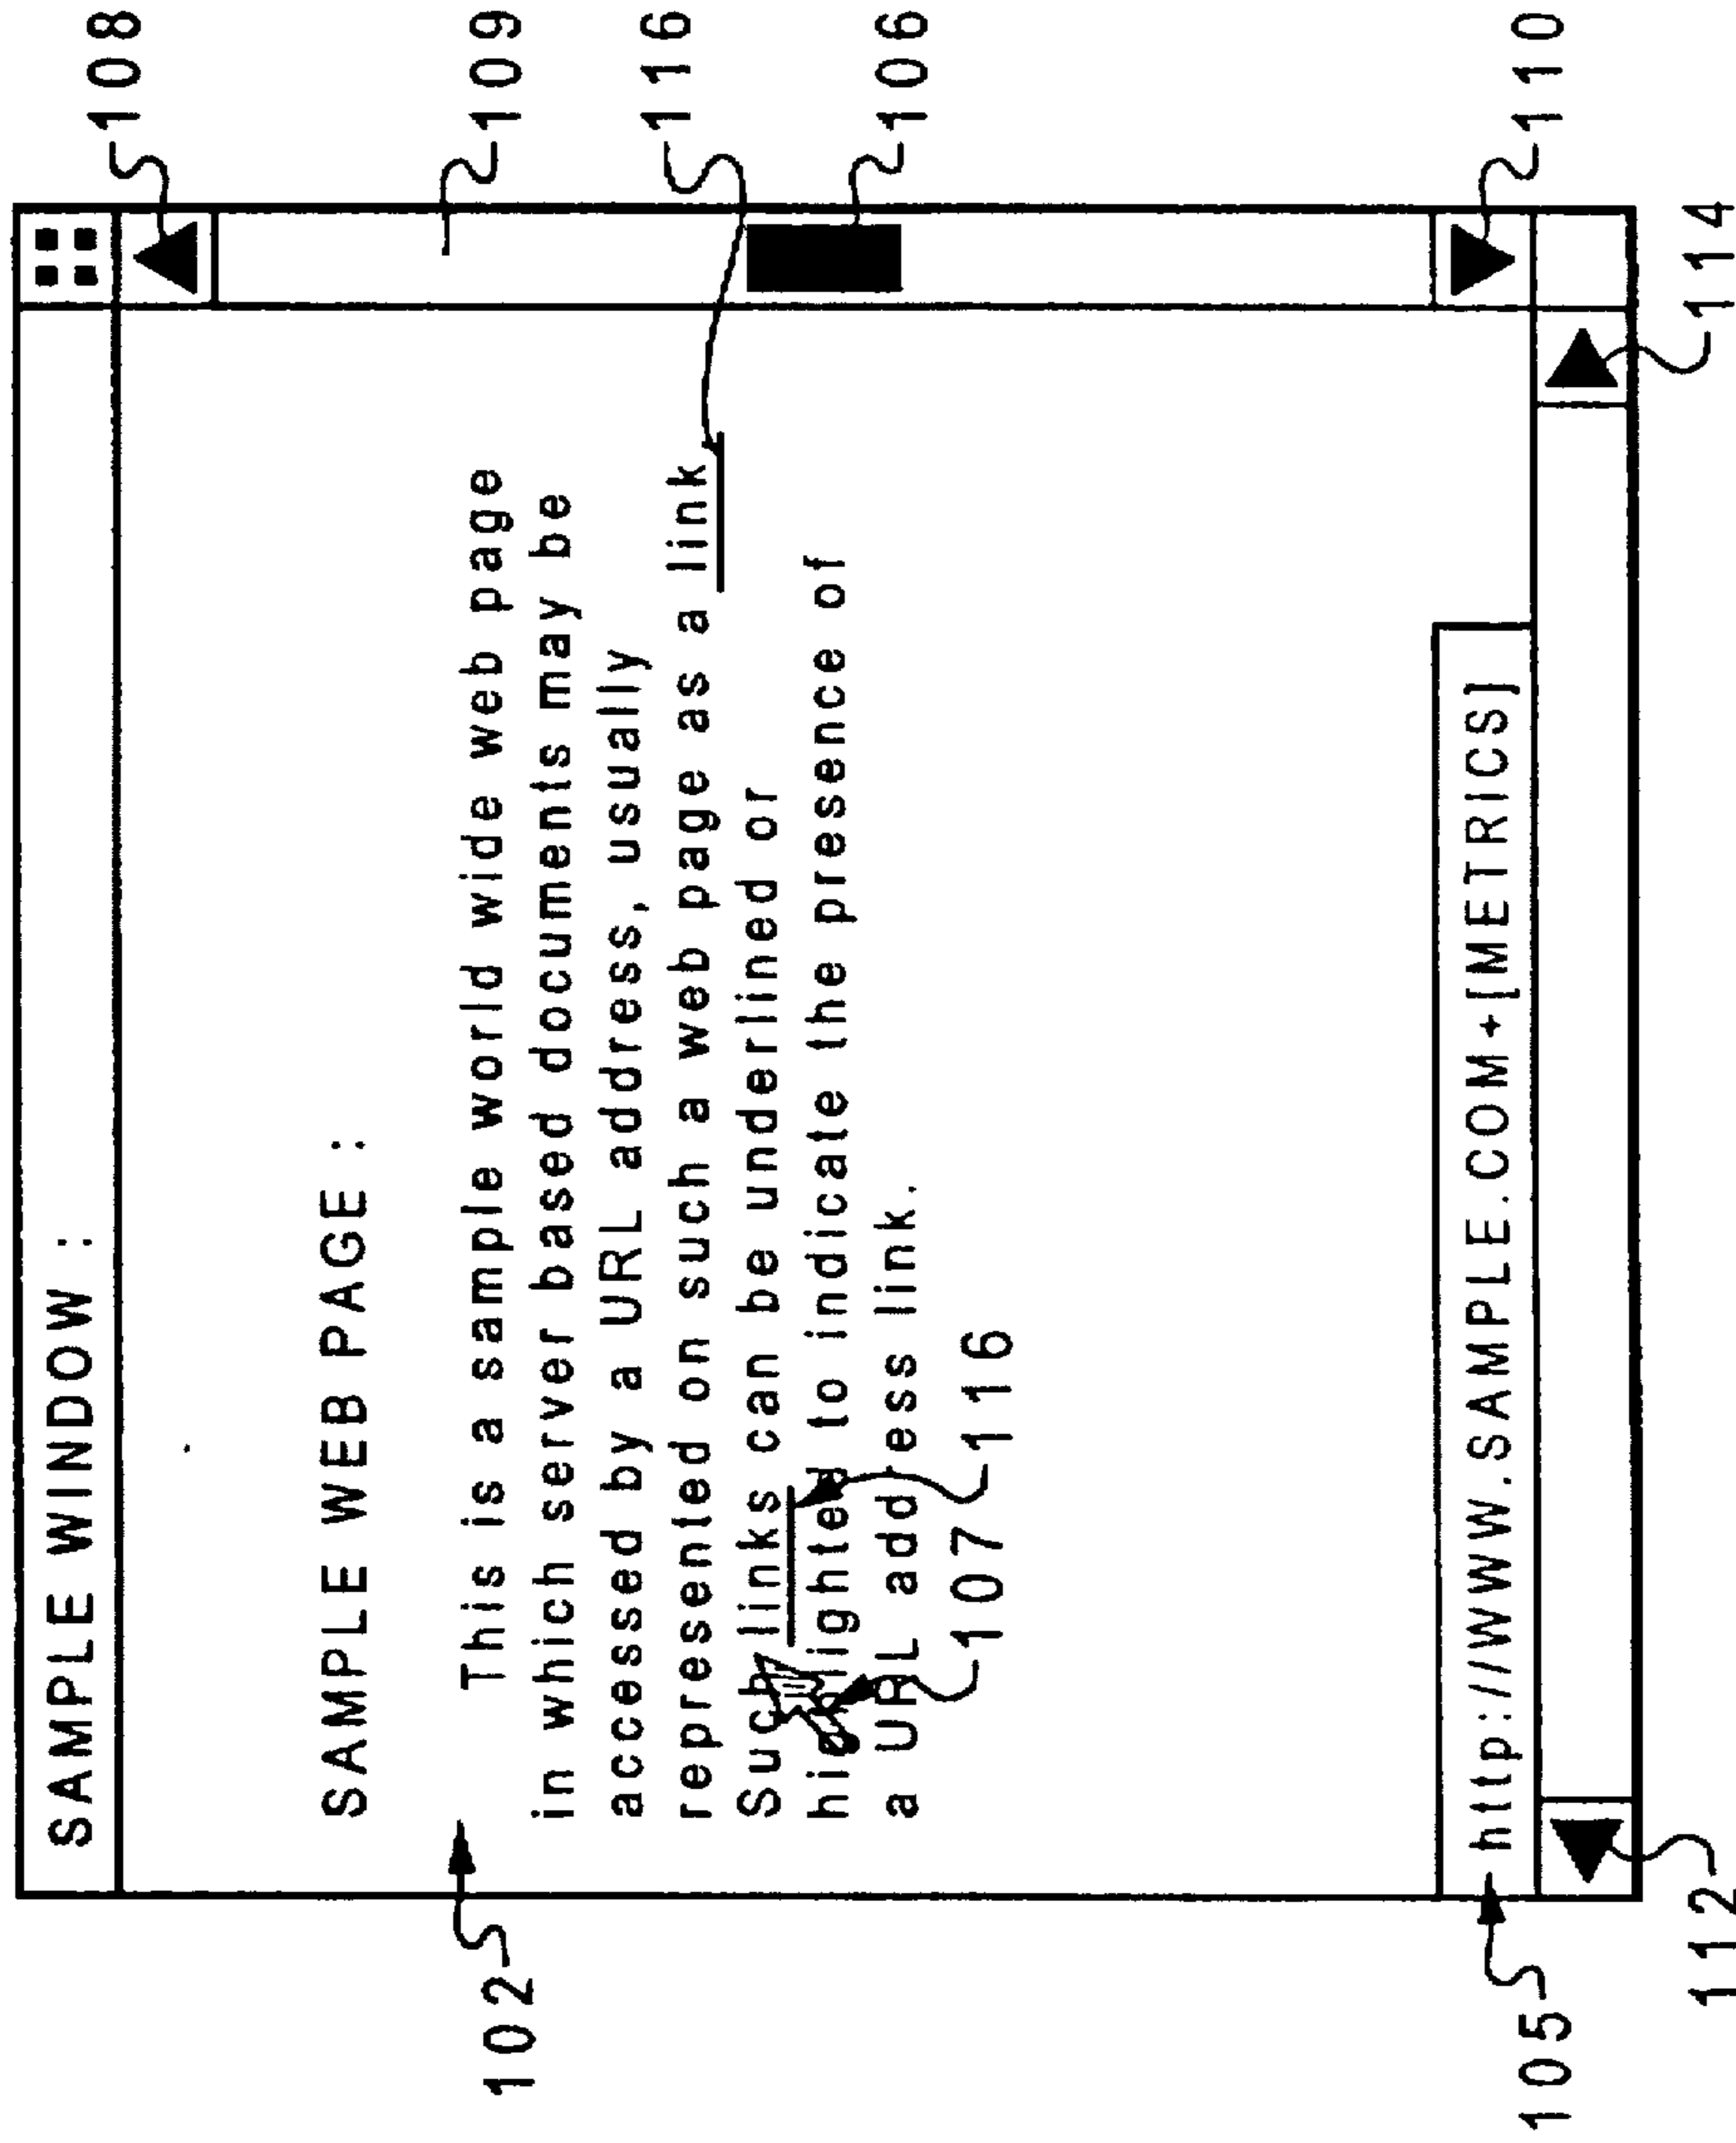 SAMPLE WINDOW :
108
SAMPLE WEB PAGE :
102
109
This is a sample world wide web page
in which server based documents may be
accessed by a URL address, usually
116
represented on such a web page as a link
Such links can be underlined or
106
to indicate the presence of
a URL address link.
107
116
105
http://WWW.SAMPLE.COM+[METRICS]
110
112
114